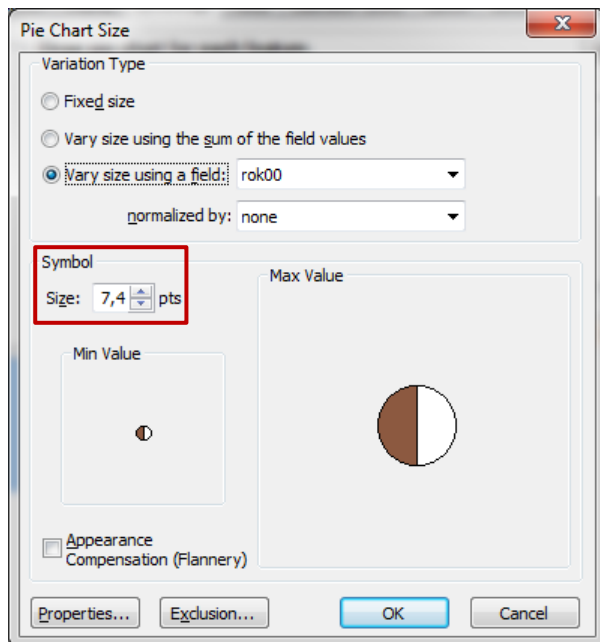 Pie Chart Size
Variation Type
Fixed size
Vary size using the sum of the field values
Vary size using a field: rok00
normalized by: none
Symbol
Size: 7,4 pts
Max Value
Min Value
Appearance
Compensation (Flannery)
Properties... Exclusion... OK Cancel